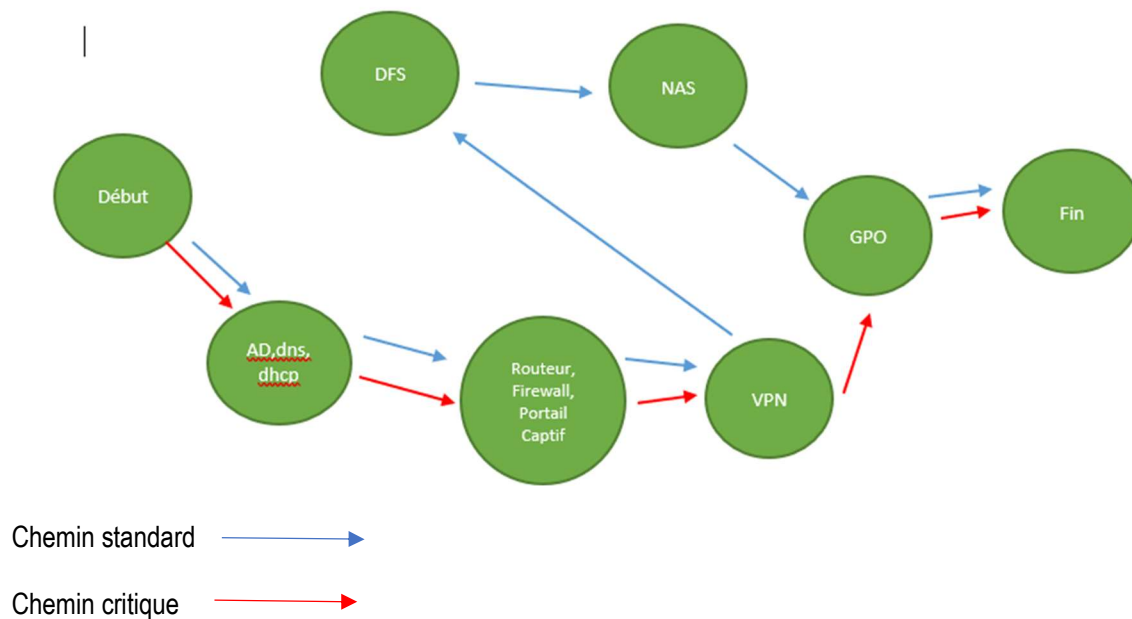 DFS
NAS
Début
GPO
Fin
AD,dns,
dhcp
Routeur,
Firewall,
Portail
Captif
VPN
Chemin standard
Chemin critique